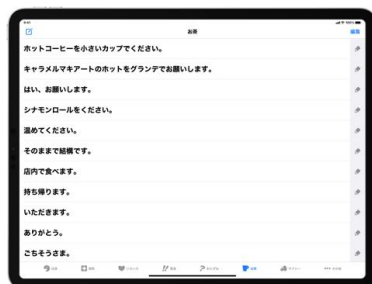 お茶
編集
ホットコーヒーを小さいカップでください。
キャラメルマキアートのホットをグランデでお願いします。
はい、お願いします。
シナモンロールをください。
温めてください。
そのままで結構です。
店内で食べます。
持ち帰ります。
いただきます。
ありがとう。
ごちそうさま。